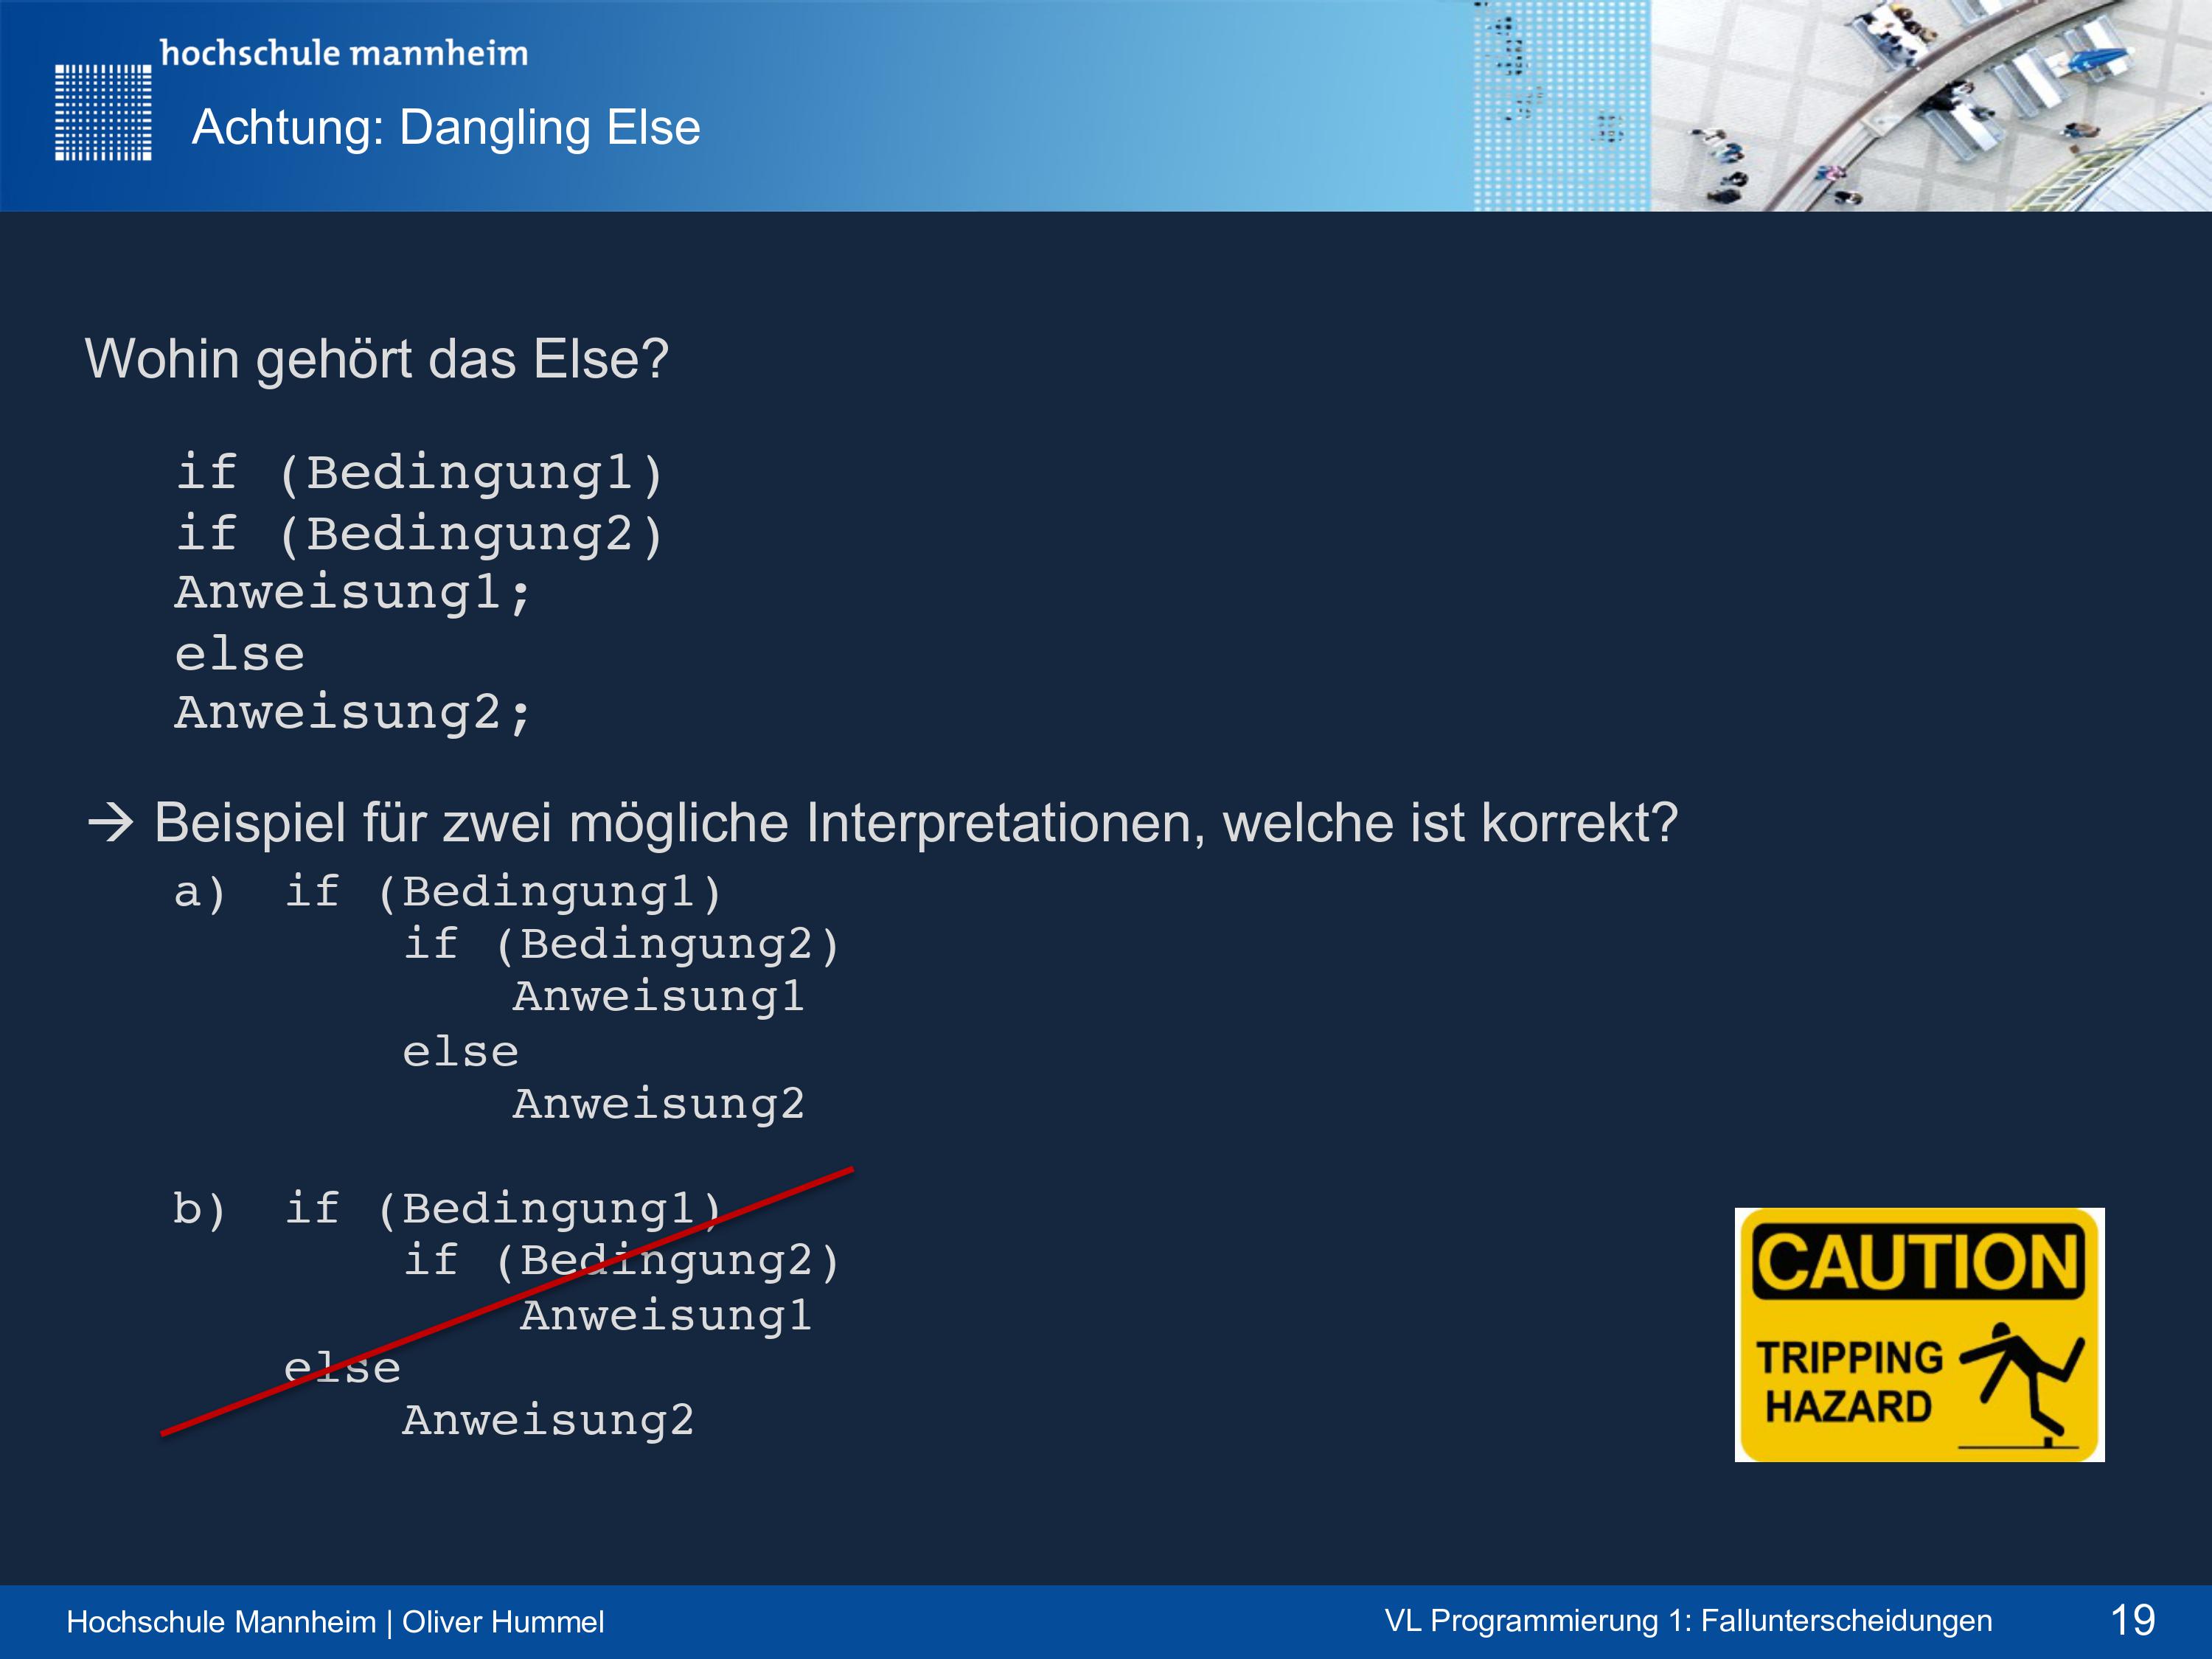 hochschule mannheim
Achtung: Dangling Else
Wohin gehört das Else?
if (Bedingung1)
if (Bedingung2)
Anweisung1;
else
Anweisung2;
→ Beispiel für zwei mögliche Interpretationen, welche ist korrekt?
a) if (Bedingung1)
if (Bedingung2)
Anweisung1
else
Anweisung2
b) if (Bedingung1)
if (Bedingung2)
Anweisung1
else
Anweisung2
CAUTION
TRIPPING
HAZARD
Hochschule Mannheim | Oliver Hummel
VL Programmierung 1: Fallunterscheidungen
19